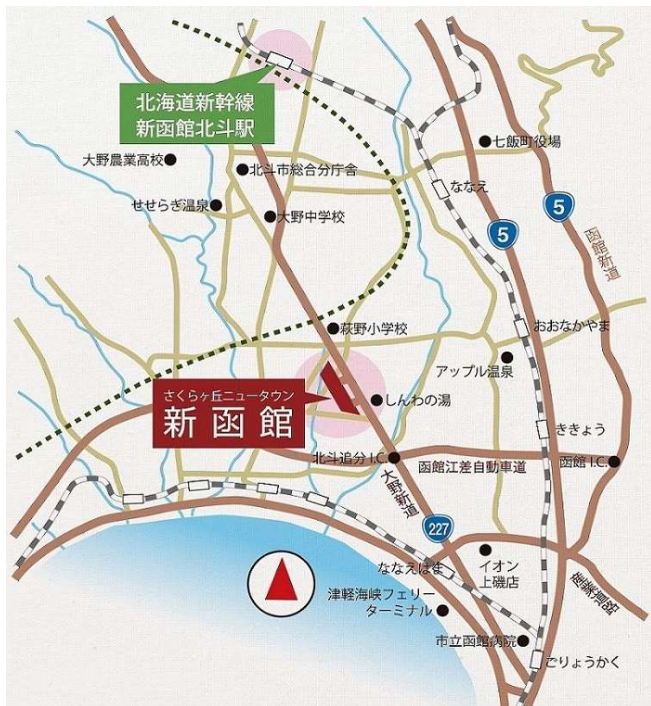 北海道新幹線
新函館北斗駅
七飯町役場
大野農業高校
北斗市総合分庁舎
ななえ
せせらぎ温泉
大野中学校
5
5
函館新道
萩野小学校
おおなかやま
アップル温泉
さくらヶ丘ニュータウン
新函館
しんわの湯
ききょう
北斗追分 I.C.
函館江差自動車道
函館 I.C.
大野新道
227
ななえはま
イオン
上磯店
産業道路
津軽海峡フェリー
ターミナル
市立函館病院
ごりょうかく